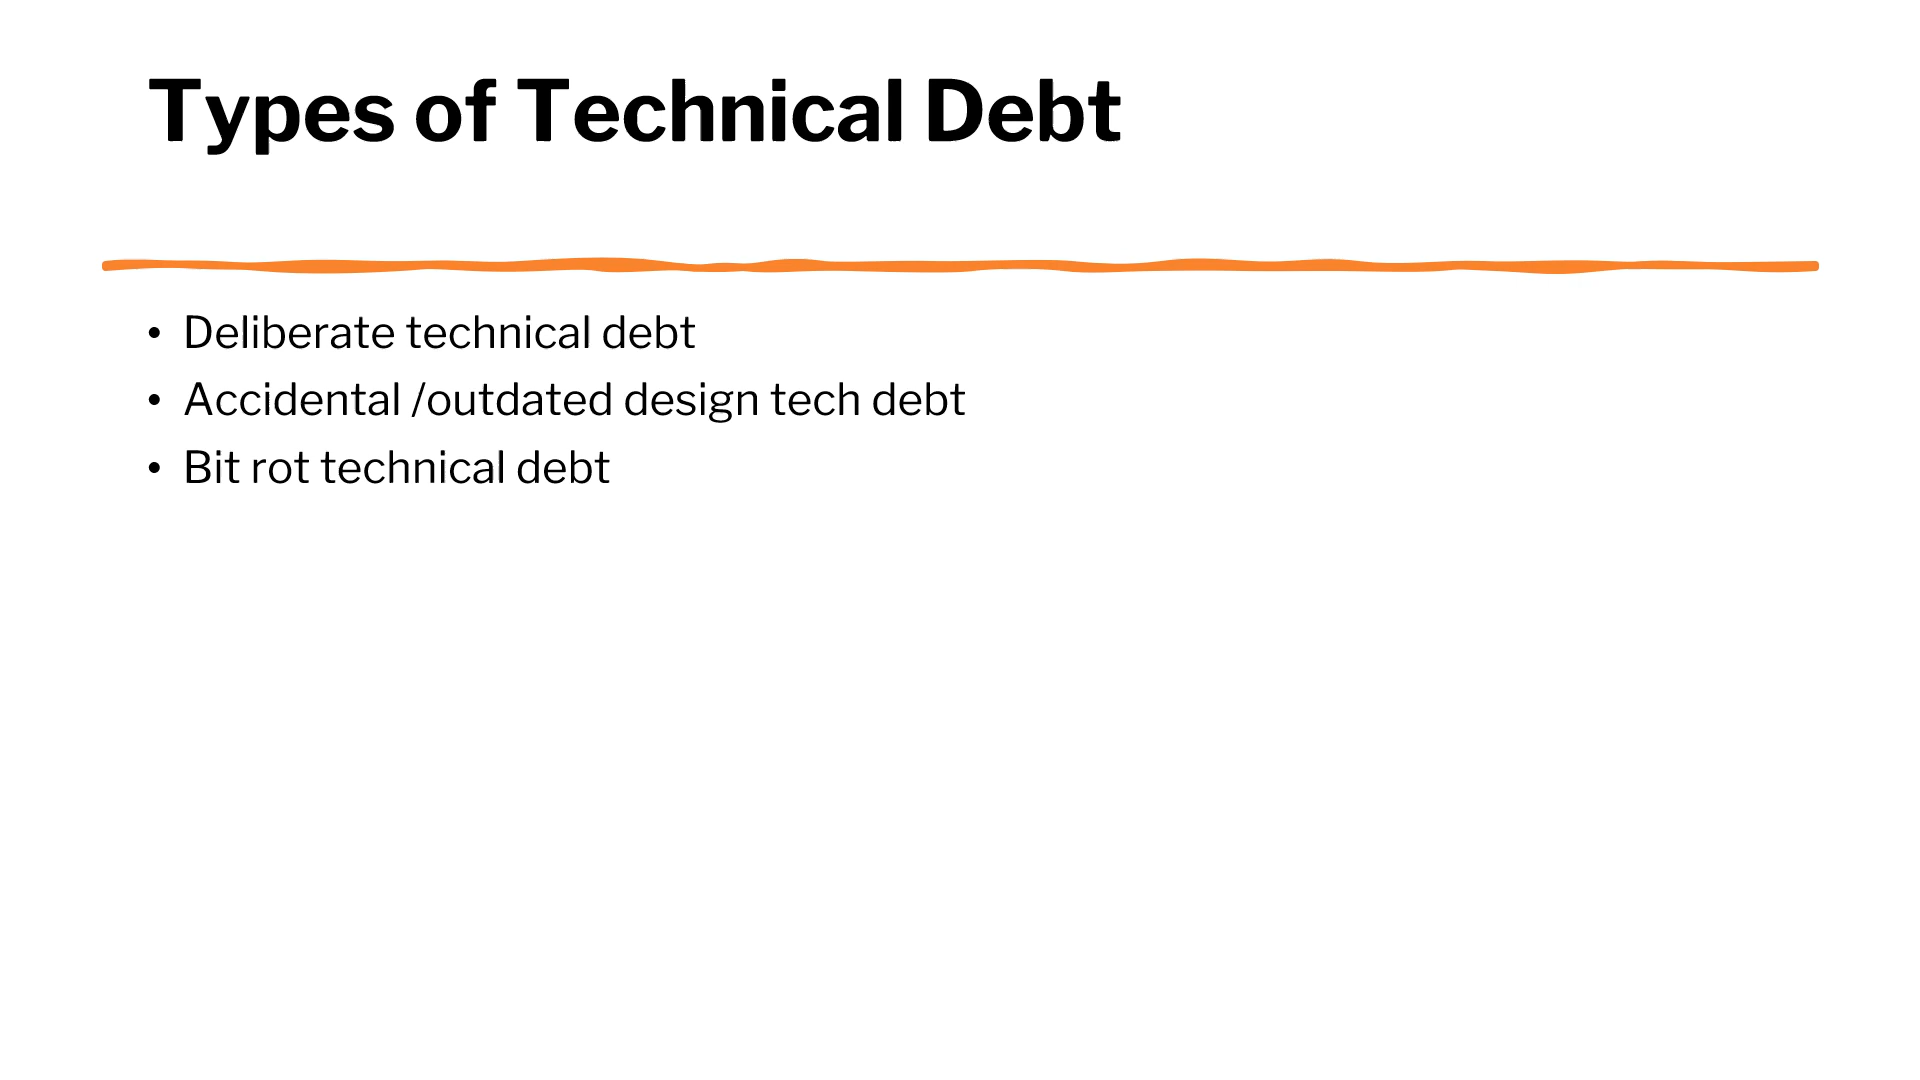 Types of Technical Debt
• Deliberate technical debt
• Accidental /outdated design tech debt
• Bit rot technical debt